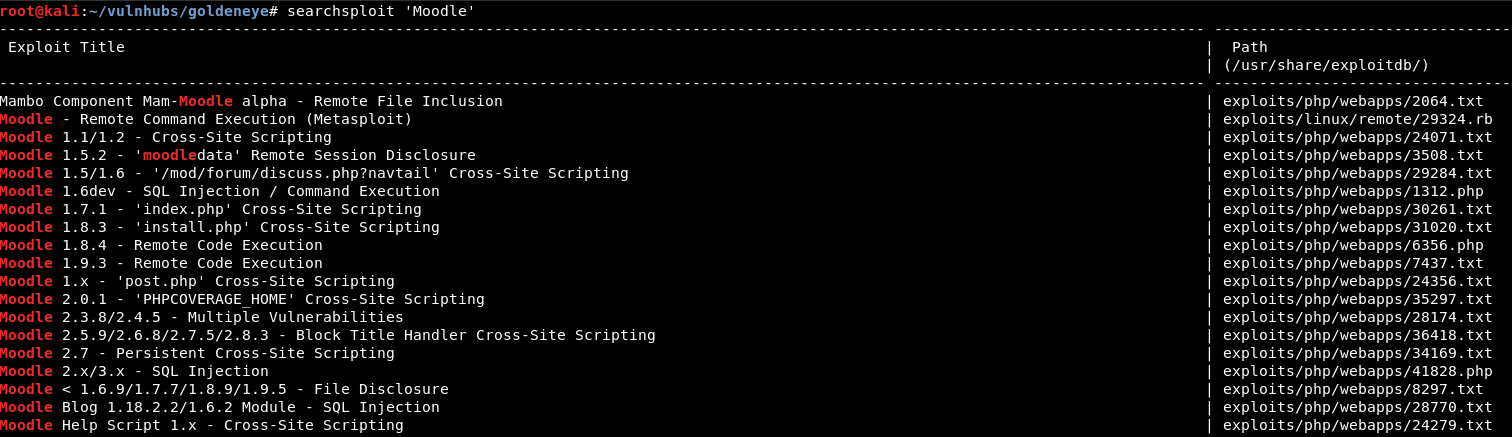 root@kali:~/vulnhubs/goldeneye# searchsploit 'Moodle'
--------------------------------------------------------------------------------------------------------------------------------------- ---------------------------------
 Exploit Title | Path
 | (/usr/share/exploitdb/)
--------------------------------------------------------------------------------------------------------------------------------------- ---------------------------------
Mambo Component Mam-Moodle alpha - Remote File Inclusion | exploits/php/webapps/2064.txt
Moodle - Remote Command Execution (Metasploit) | exploits/linux/remote/29324.rb
Moodle 1.1/1.2 - Cross-Site Scripting | exploits/php/webapps/24071.txt
Moodle 1.5.2 - 'moodledata' Remote Session Disclosure | exploits/php/webapps/3508.txt
Moodle 1.5/1.6 - '/mod/forum/discuss.php?navtail' Cross-Site Scripting | exploits/php/webapps/29284.txt
Moodle 1.6dev - SQL Injection / Command Execution | exploits/php/webapps/1312.php
Moodle 1.7.1 - 'index.php' Cross-Site Scripting | exploits/php/webapps/30261.txt
Moodle 1.8.3 - 'install.php' Cross-Site Scripting | exploits/php/webapps/31020.txt
Moodle 1.8.4 - Remote Code Execution | exploits/php/webapps/6356.php
Moodle 1.9.3 - Remote Code Execution | exploits/php/webapps/7437.txt
Moodle 1.x - 'post.php' Cross-Site Scripting | exploits/php/webapps/24356.txt
Moodle 2.0.1 - 'PHPCOVERAGE_HOME' Cross-Site Scripting | exploits/php/webapps/35297.txt
Moodle 2.3.8/2.4.5 - Multiple Vulnerabilities | exploits/php/webapps/28174.txt
Moodle 2.5.9/2.6.8/2.7.5/2.8.3 - Block Title Handler Cross-Site Scripting | exploits/php/webapps/36418.txt
Moodle 2.7 - Persistent Cross-Site Scripting | exploits/php/webapps/34169.txt
Moodle 2.x/3.x - SQL Injection | exploits/php/webapps/41828.php
Moodle < 1.6.9/1.7.7/1.8.9/1.9.5 - File Disclosure | exploits/php/webapps/8297.txt
Moodle Blog 1.18.2.2/1.6.2 Module - SQL Injection | exploits/php/webapps/28770.txt
Moodle Help Script 1.x - Cross-Site Scripting | exploits/php/webapps/24279.txt